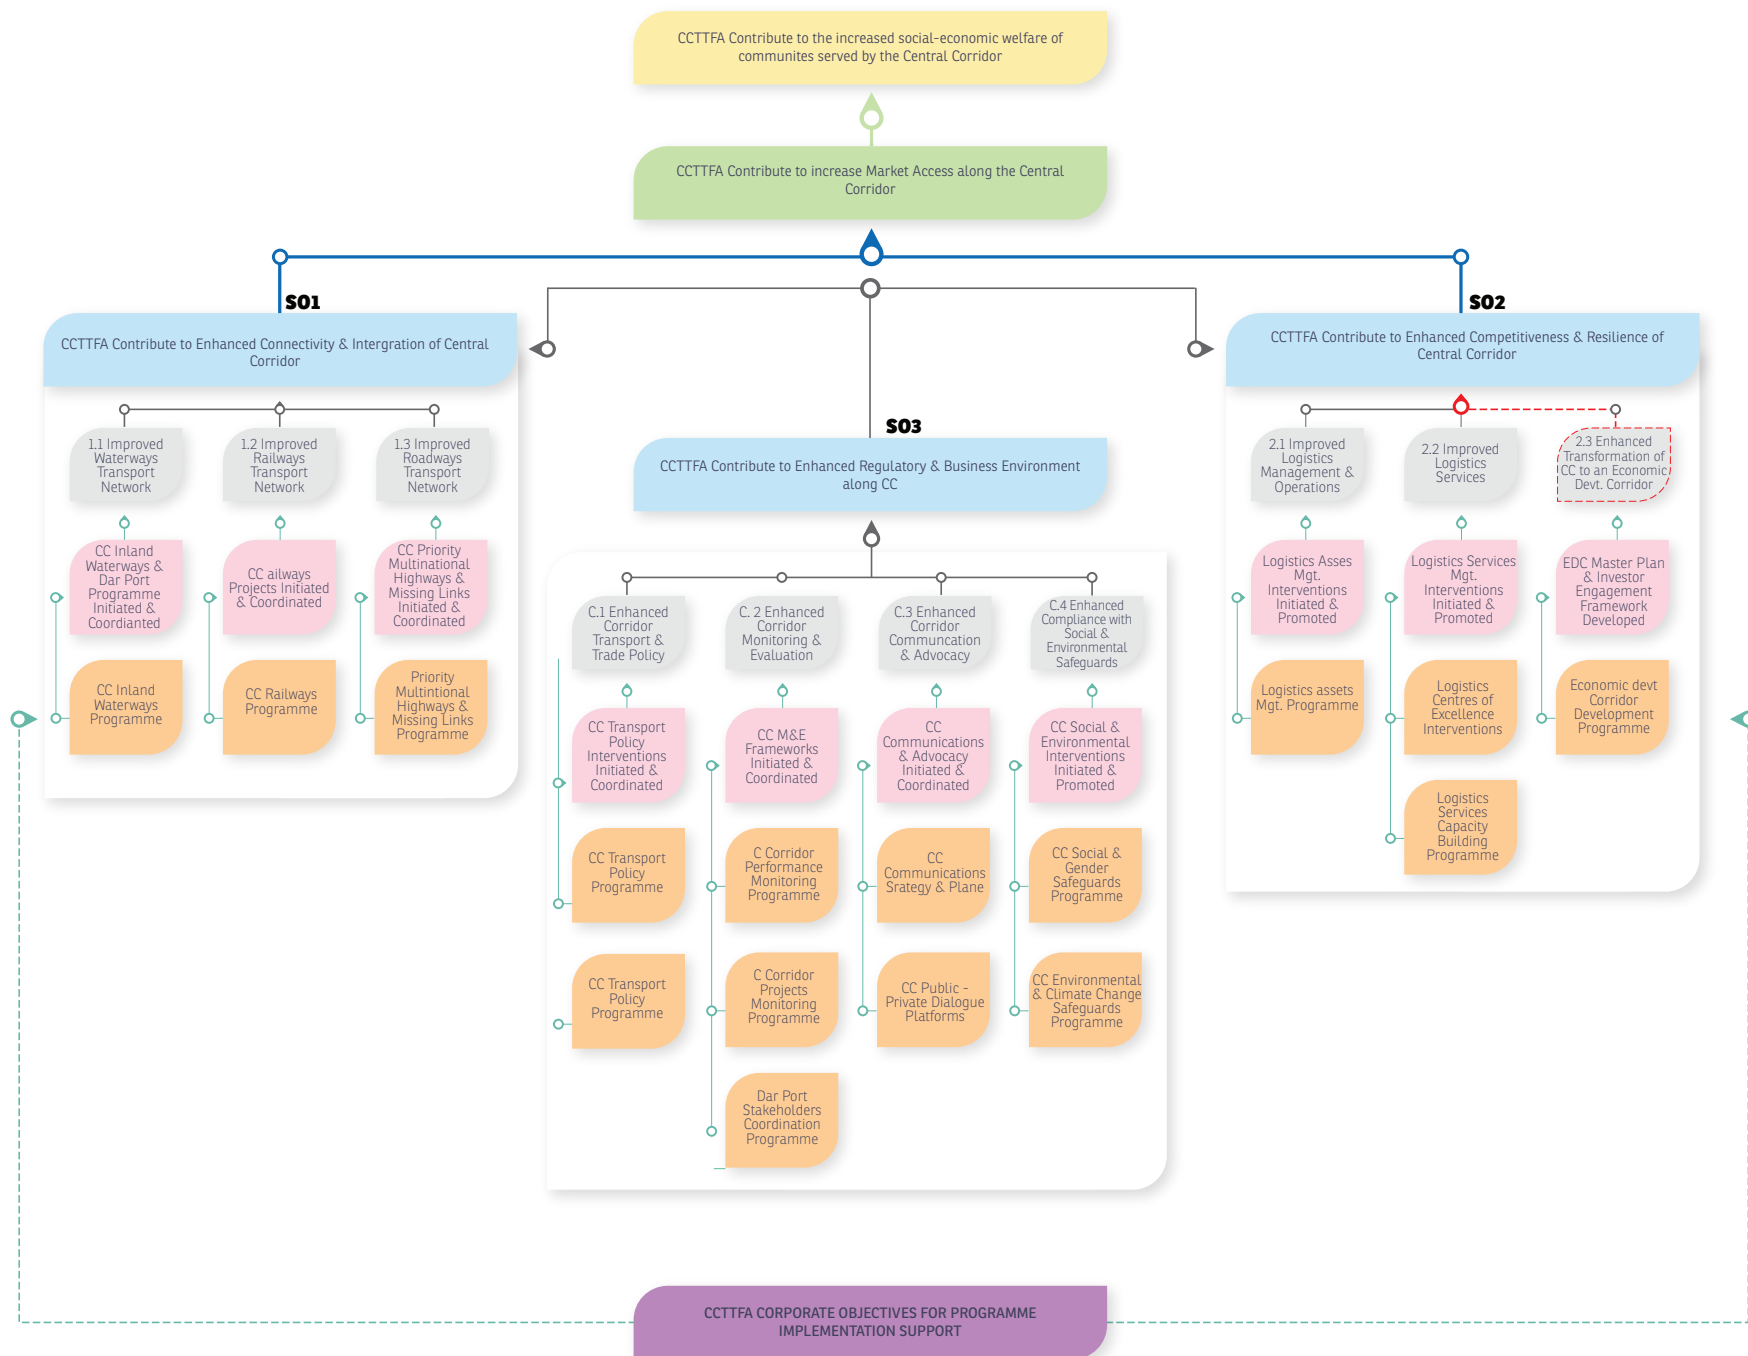 CCTTFA Contribute to the increased social-economic welfare of
communites served by the Central Corridor
CCTTFA Contribute to increase Market Access along the Central
Corridor
SO1
CCTTFA Contribute to Enhanced Connectivity & Intergration of Central
Corridor
1.1 Improved
Waterways
Transport
Network
1.2 Improved
Railways
Transport
Network
1.3 Improved
Roadways
Transport
Network
CC Inland
Waterways &
Dar Port
Programme
Initiated &
Coordianted
CC ailways
Projects Initiated
& Coordinated
CC Priority
Multinational
Highways &
Missing Links
Initiated &
Coordinated
CC Inland
Waterways
Programme
CC Railways
Programme
Priority
Multintional
Highways &
Missing Links
Programme
SO3
CCTTFA Contribute to Enhanced Regulatory & Business Environment
along CC
C.1 Enhanced
Corridor
Transport &
Trade Policy
C. 2 Enhanced
Corridor
Monitoring &
Evaluation
C.3 Enhanced
Corridor
Communcation
& Advocacy
C.4 Enhanced
Compliance with
Social &
Environmental
Safeguards
CC Transport
Policy
Interventions
Initiated &
Coordinated
CC M&E
Frameworks
Initiated &
Coordinated
CC
Communications
& Advocacy
Initiated &
Coordinated
CC Social &
Environmental
Interventions
Initiated &
Promoted
CC Transport
Policy
Programme
C Corridor
Performance
Monitoring
Programme
CC
Communications
Srategy & Plane
CC Social &
Gender
Safeguards
Programme
CC Transport
Policy
Programme
C Corridor
Projects
Monitoring
Programme
CC Public -
Private Dialogue
Platforms
CC Environmental
& Climate Change
Safeguards
Programme
Dar Port
Stakeholders
Coordination
Programme
SO2
CCTTFA Contribute to Enhanced Competitiveness & Resilience of
Central Corridor
2.1 Improved
Logistics
Management &
Operations
2.2 Improved
Logistics
Services
2.3 Enhanced
Transformation of
CC to an Economic
Devt. Corridor
Logistics Asses
Mgt.
Interventions
Initiated &
Promoted
Logistics Services
Mgt.
Interventions
Initiated &
Promoted
EDC Master Plan
& Investor
Engagement
Framework
Developed
Logistics assets
Mgt. Programme
Logistics
Centres of
Excellence
Interventions
Economic devt
Corridor
Development
Programme
Logistics
Services
Capacity
Building
Programme
CCTTFA CORPORATE OBJECTIVES FOR PROGRAMME
IMPLEMENTATION SUPPORT